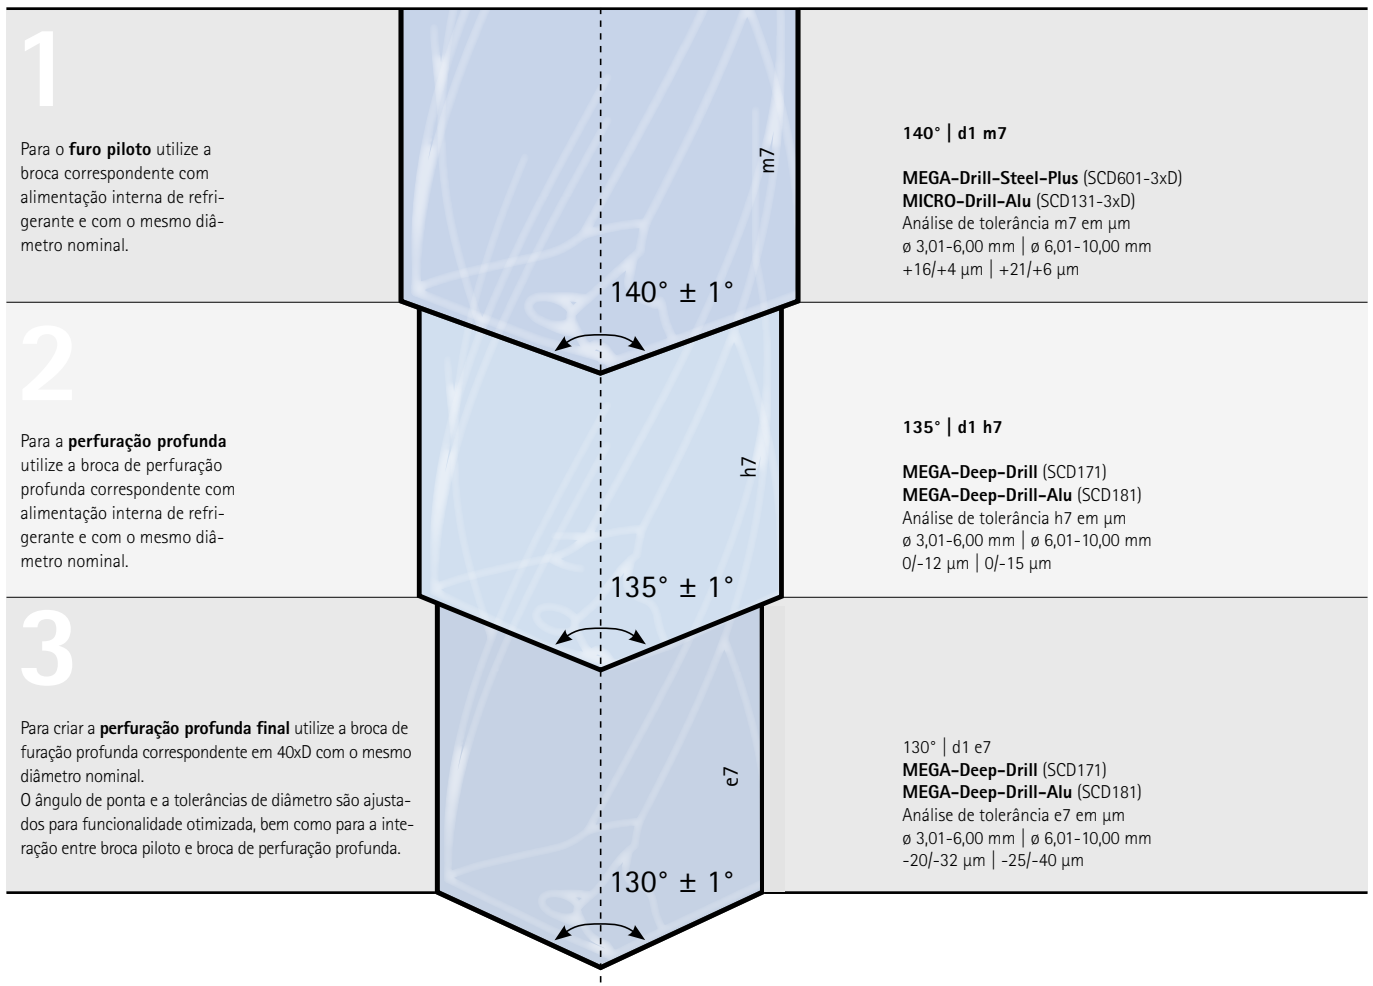 1
Para o furo piloto utilize a
broca correspondente com
alimentação interna de refri-
gerante e com o mesmo diâ-
metro nominal.
m7
140° ± 1°
140° | d1 m7
MEGA-Drill-Steel-Plus (SCD601-3xD)
MICRO-Drill-Alu (SCD131-3xD)
Análise de tolerância m7 em µm
ø 3,01-6,00 mm | ø 6,01-10,00 mm
+16/+4 µm | +21/+6 µm
2
Para a perfuração profunda
utilize a broca de perfuração
profunda correspondente com
alimentação interna de refri-
gerante e com o mesmo diâ-
metro nominal.
h7
135° ± 1°
135° | d1 h7
MEGA-Deep-Drill (SCD171)
MEGA-Deep-Drill-Alu (SCD181)
Análise de tolerância h7 em µm
ø 3,01-6,00 mm | ø 6,01-10,00 mm
0/-12 µm | 0/-15 µm
3
Para criar a perfuração profunda final utilize a broca de
furação profunda correspondente em 40xD com o mesmo
diâmetro nominal.
O ângulo de ponta e a tolerâncias de diâmetro são ajusta-
dos para funcionalidade otimizada, bem como para a inte-
ração entre broca piloto e broca de perfuração profunda.
e7
130° ± 1°
130° | d1 e7
MEGA-Deep-Drill (SCD171)
MEGA-Deep-Drill-Alu (SCD181)
Análise de tolerância e7 em µm
ø 3,01-6,00 mm | ø 6,01-10,00 mm
-20/-32 µm | -25/-40 µm